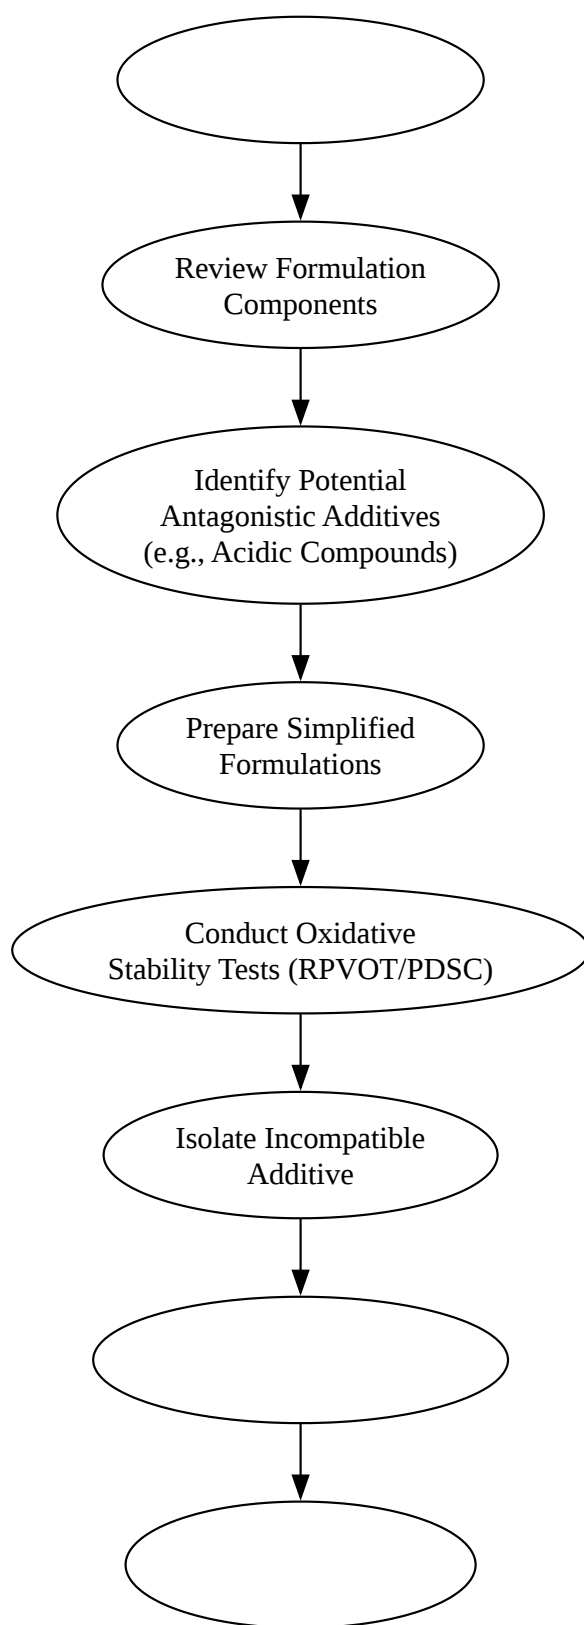 Review Formulation
Components
Identify Potential
Antagonistic Additives
(e.g., Acidic Compounds)
Prepare Simplified
Formulations
Conduct Oxidative
Stability Tests (RPVOT/PDSC)
Isolate Incompatible
Additive